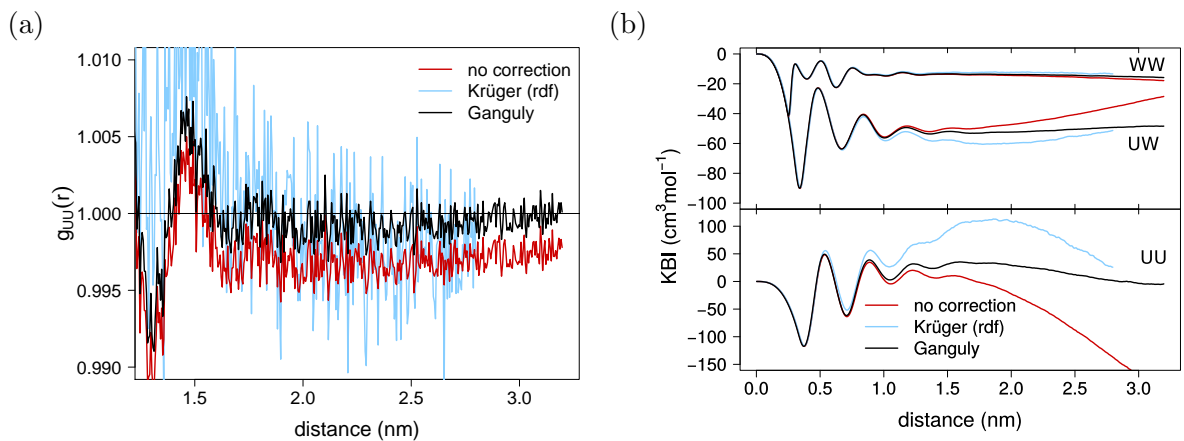 (a)
1.010
1.005
1.000
0.995
0.990
g_UU(r)
no correction
Krüger (rdf)
Ganguly
1.5
2.0
2.5
3.0
distance (nm)
(b)
0
−20
−40
−60
−80
−100
WW
UW
KBI (cm³mol⁻¹)
100
50
0
−50
−100
−150
UU
no correction
Krüger (rdf)
Ganguly
0.0
0.5
1.0
1.5
2.0
2.5
3.0
distance (nm)